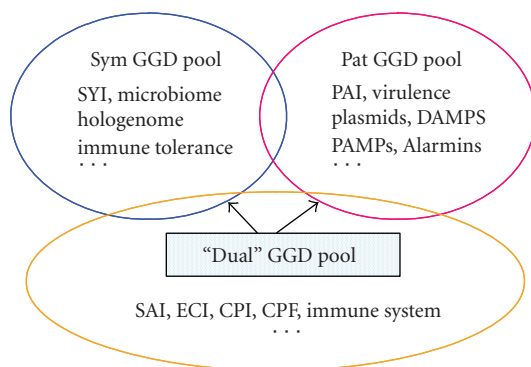 Sym GGD pool
SYI, microbiome
hologenome
immune tolerance
. . .
Pat GGD pool
PAI, virulence
plasmids, DAMPS
PAMPs, Alarmins
. . .
“Dual” GGD pool
SAI, ECI, CPI, CPF, immune system
. . .